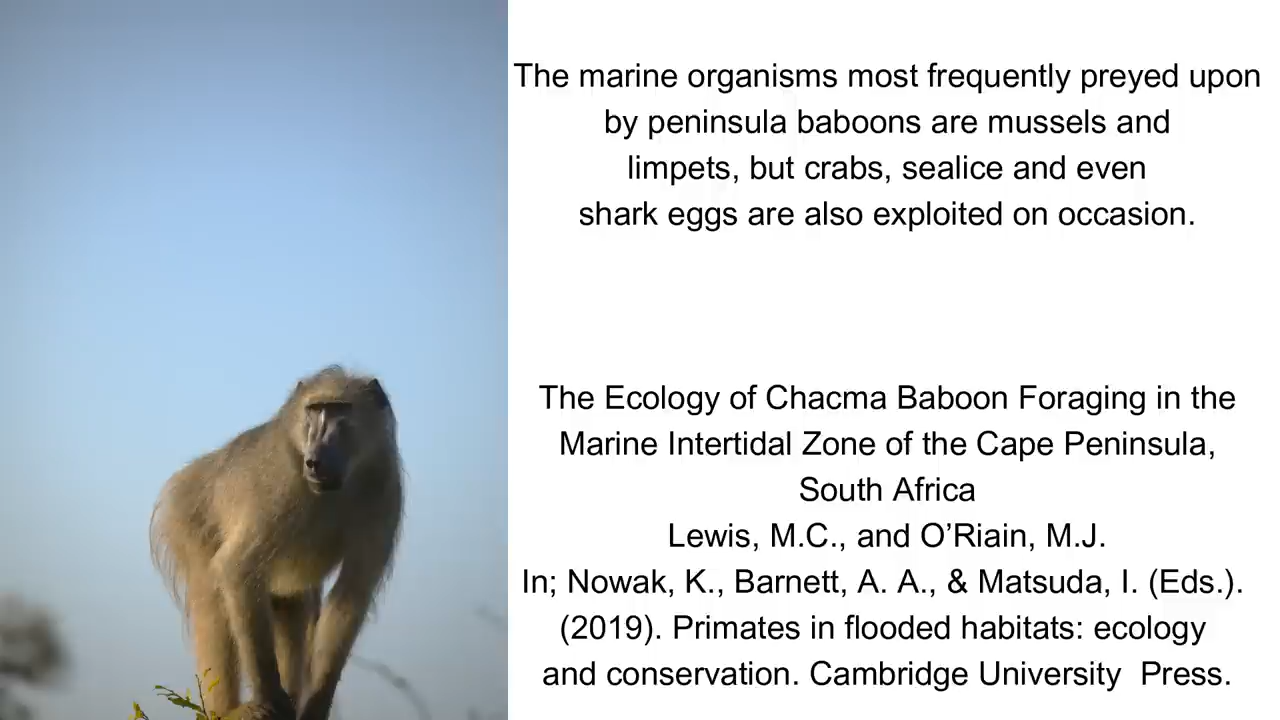 The marine organisms most frequently preyed upon
by peninsula baboons are mussels and
limpets, but crabs, sealice and even
shark eggs are also exploited on occasion.
The Ecology of Chacma Baboon Foraging in the
Marine Intertidal Zone of the Cape Peninsula,
South Africa
Lewis, M.C., and O’Riain, M.J.
In; Nowak, K., Barnett, A. A., & Matsuda, I. (Eds.).
(2019). Primates in flooded habitats: ecology
and conservation. Cambridge University  Press.